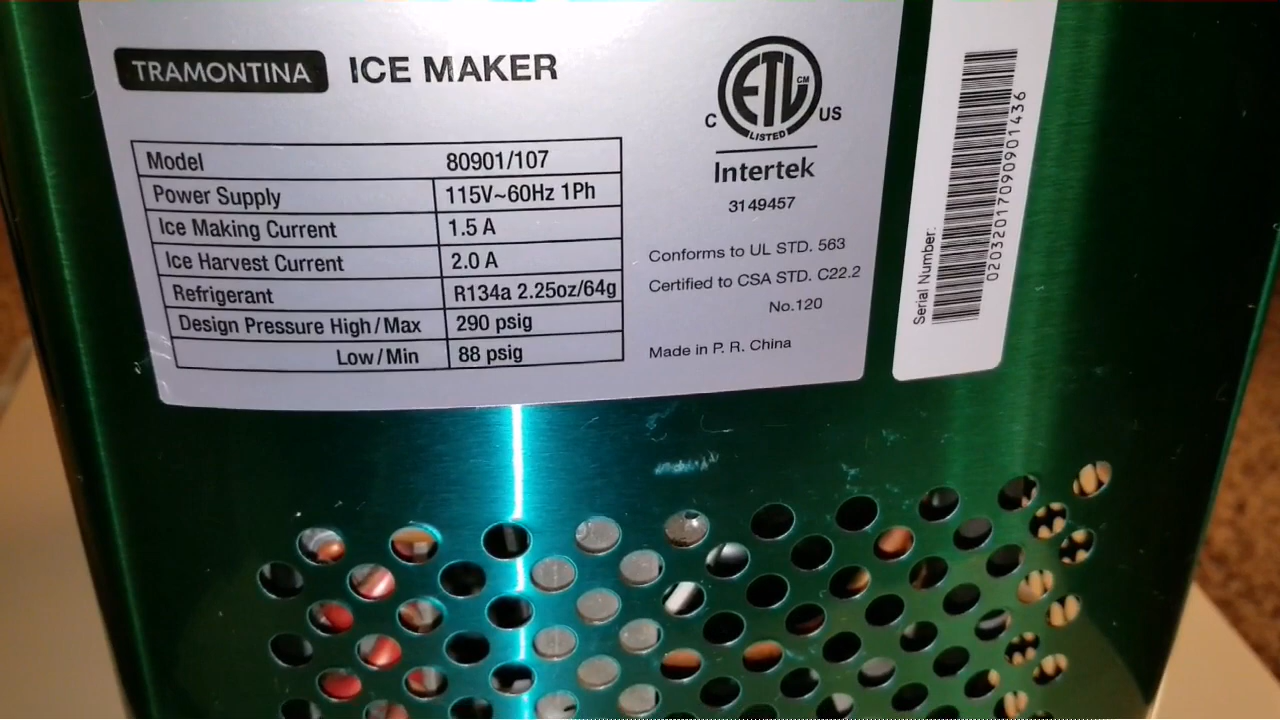 TRAMONTINA ICE MAKER
Model 80901/107
Power Supply 115V~60Hz 1Ph
Ice Making Current 1.5 A
Ice Harvest Current 2.0 A
Refrigerant R134a 2.25oz/64g
Design Pressure High/Max 290 psig
Low/Min 88 psig
ETL CM
C US
LISTED
Intertek
3149457
Conforms to UL STD. 563
Certified to CSA STD. C22.2
No.120
Made in P. R. China
Serial Number:
02032017090901436